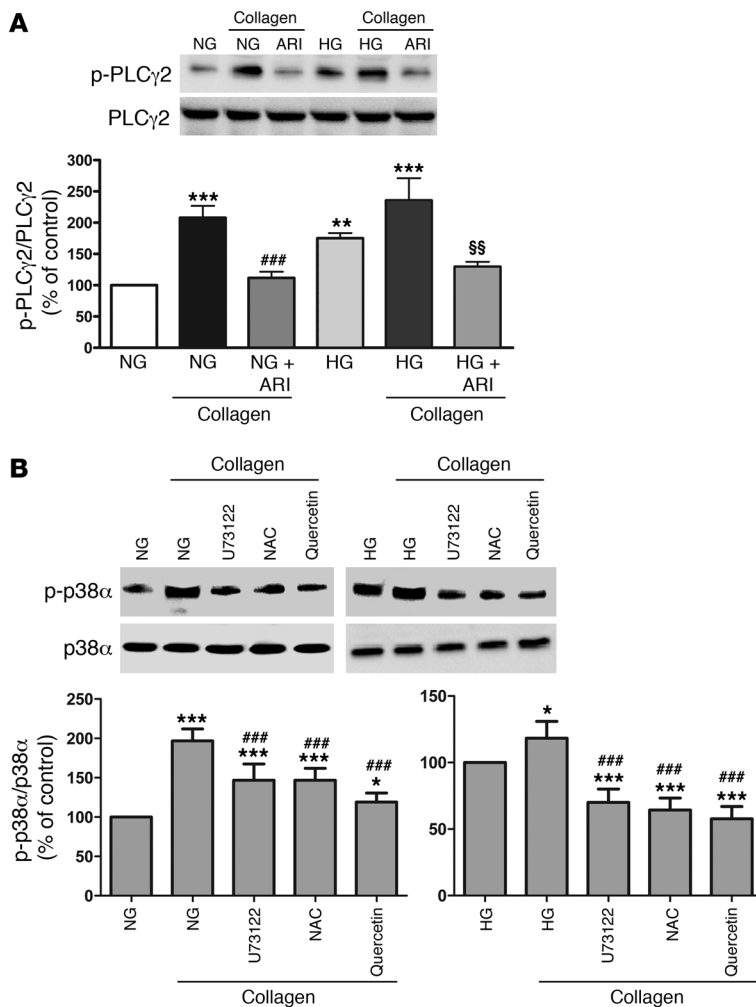 A
Collagen
NG NG ARI HG HG ARI
Collagen
p-PLCγ2
PLCγ2
p-PLCγ2/PLCγ2
(% of control)
300
250
200
150
100
50
0
***
###
**
***
§§
NG NG NG + ARI HG HG HG + ARI
Collagen Collagen
B
Collagen Collagen
NG NG U73122 NAC Quercetin HG HG U73122 NAC Quercetin
p-p38α
p38α
p-p38α/p38α
(% of control)
250
200
150
100
50
0
***
###
***
###
***
###
*
NG NG U73122 NAC Quercetin
Collagen
150
100
50
0
*
###
***
###
***
###
***
HG HG U73122 NAC Quercetin
Collagen